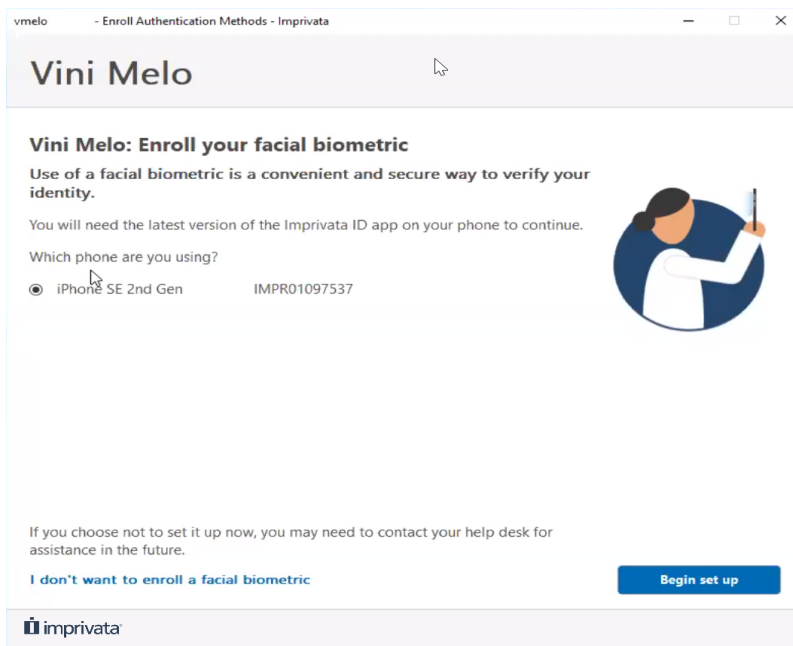 vmelo - Enroll Authentication Methods - Imprivata
Vini Melo
Vini Melo: Enroll your facial biometric
Use of a facial biometric is a convenient and secure way to verify your
identity.
You will need the latest version of the Imprivata ID app on your phone to continue.
Which phone are you using?
iPhone SE 2nd Gen IMPR01097537
If you choose not to set it up now, you may need to contact your help desk for
assistance in the future.
I don't want to enroll a facial biometric
Begin set up
imprivata